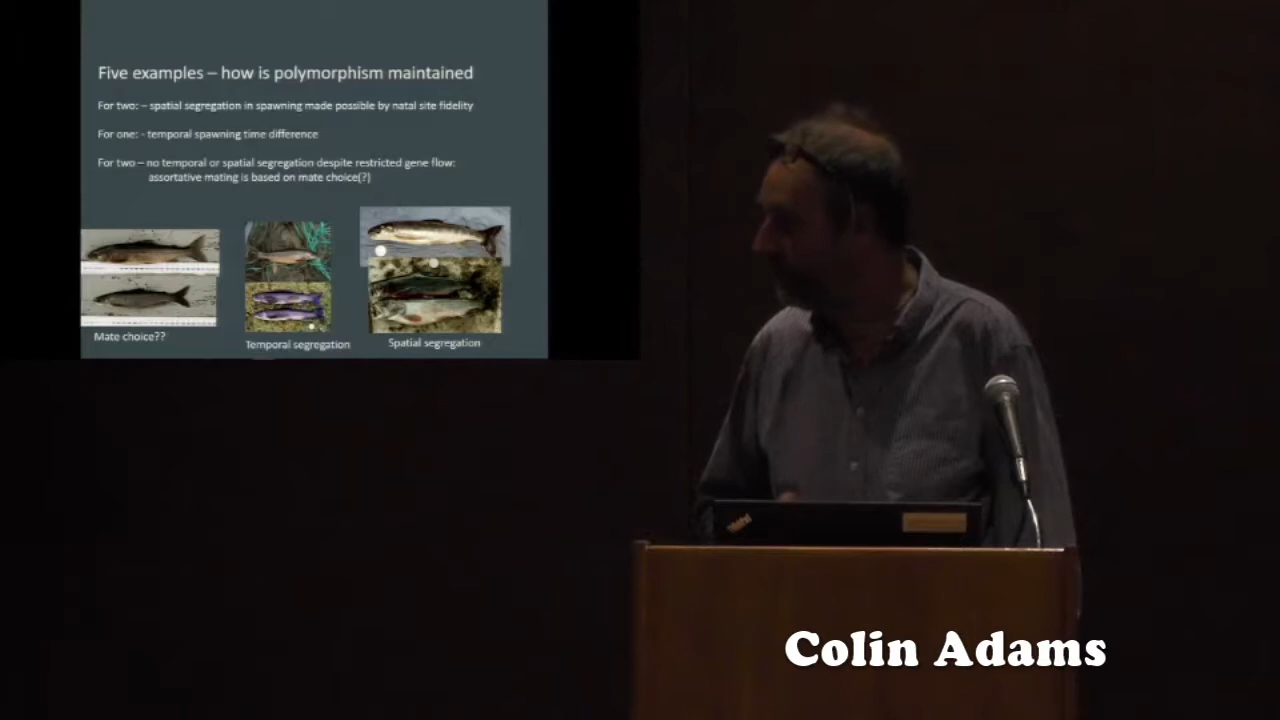 Five examples – how is polymorphism maintained
For two: – spatial segregation in spawning made possible by natal site fidelity
For one: - temporal spawning time difference
For two – no temporal or spatial segregation despite restricted gene flow:
assortative mating is based on mate choice(?)
Mate choice??
Temporal segregation
Spatial segregation
ThinkPad
Colin Adams